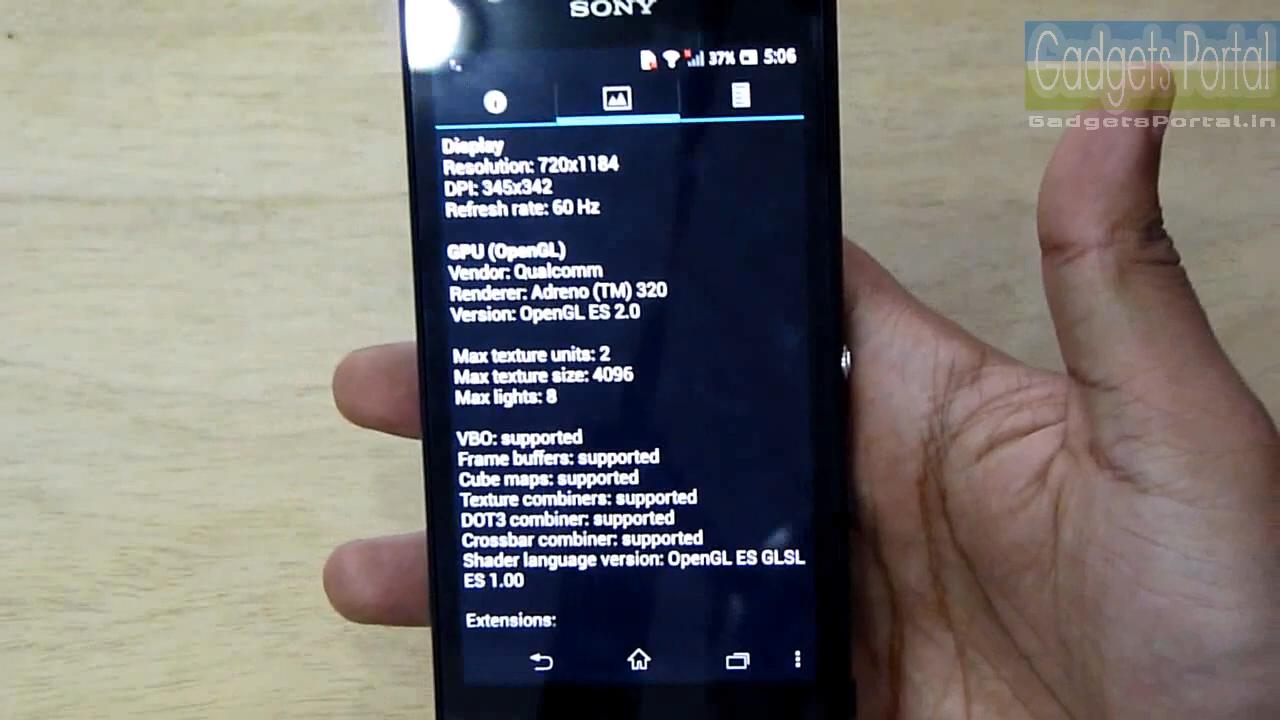 SONY
37% 5:06
Gadgets Portal
GadgetsPortal.in
Display
Resolution: 720x1184
DPI: 345x342
Refresh rate: 60 Hz
GPU (OpenGL)
Vendor: Qualcomm
Renderer: Adreno (TM) 320
Version: OpenGL ES 2.0
Max texture units: 2
Max texture size: 4096
Max lights: 8
VBO: supported
Frame buffers: supported
Cube maps: supported
Texture combiners: supported
DOT3 combiner: supported
Crossbar combiner: supported
Shader language version: OpenGL ES GLSL
ES 1.00
Extensions: